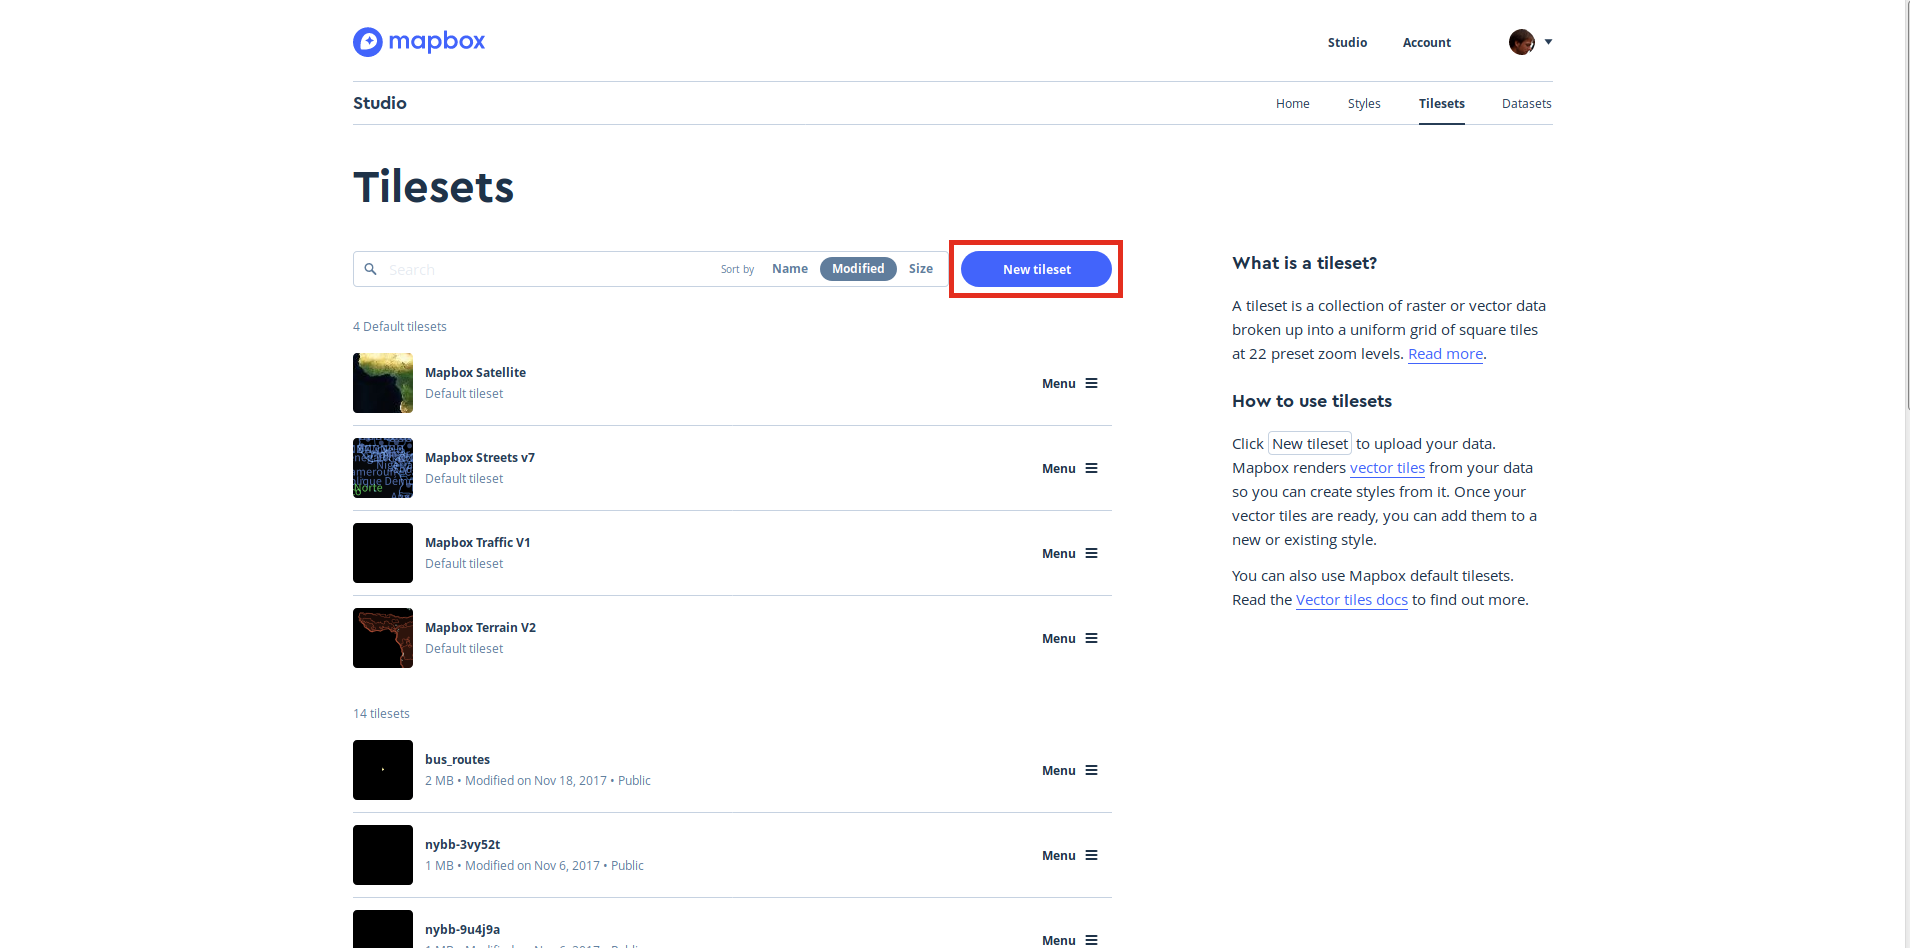 mapbox
Studio Account
Studio
Home Styles Tilesets Datasets
Tilesets
Search
Sort by Name Modified Size
New tileset
4 Default tilesets
Mapbox Satellite
Default tileset
Menu
Mapbox Streets v7
Default tileset
Menu
Mapbox Traffic V1
Default tileset
Menu
Mapbox Terrain V2
Default tileset
Menu
14 tilesets
bus_routes
2 MB • Modified on Nov 18, 2017 • Public
Menu
nybb-3vy52t
1 MB • Modified on Nov 6, 2017 • Public
Menu
nybb-9u4j9a
Menu
What is a tileset?
A tileset is a collection of raster or vector data
broken up into a uniform grid of square tiles
at 22 preset zoom levels. Read more.
How to use tilesets
Click New tileset to upload your data.
Mapbox renders vector tiles from your data
so you can create styles from it. Once your
vector tiles are ready, you can add them to a
new or existing style.
You can also use Mapbox default tilesets.
Read the Vector tiles docs to find out more.